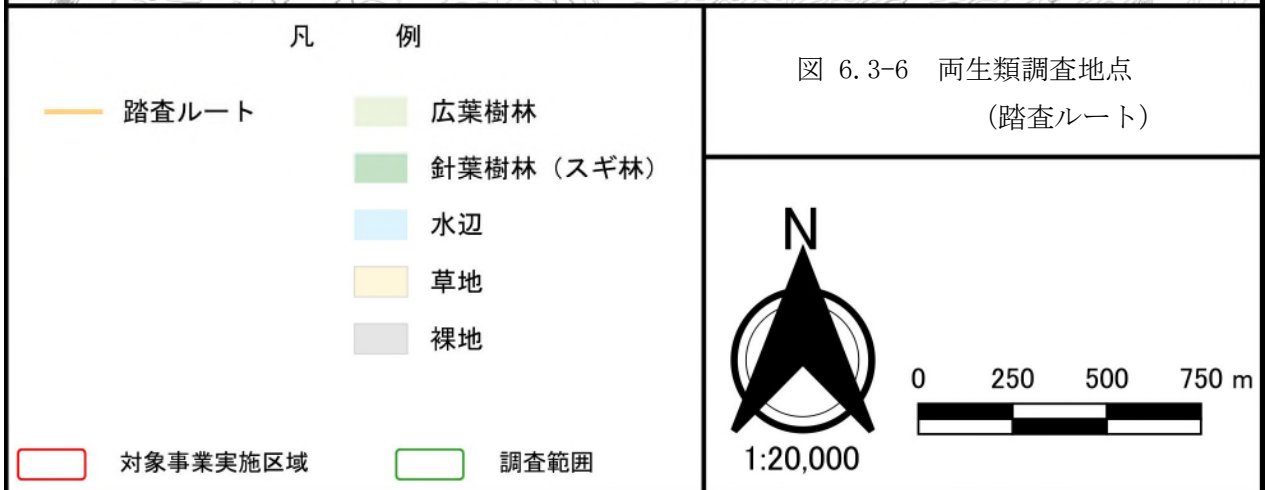 凡　例
踏査ルート
広葉樹林
針葉樹林（スギ林）
水辺
草地
裸地
対象事業実施区域
調査範囲
図 6.3-6　両生類調査地点
（踏査ルート）
N
1:20,000
0 250 500 750 m